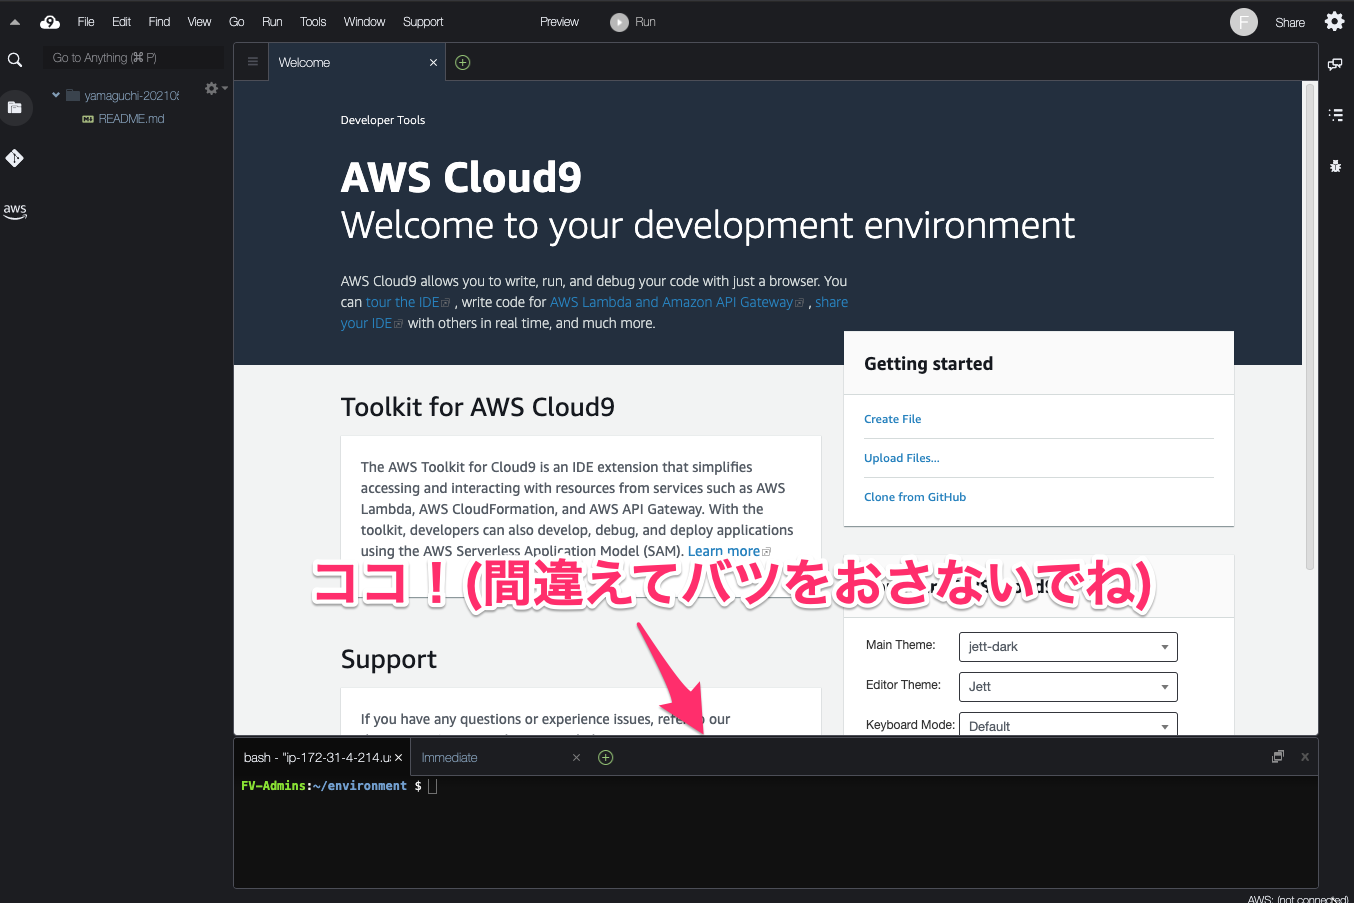 File Edit Find View Go Run Tools Window Support Preview Run F Share
Go to Anything (⌘ P)
yamaguchi-20210
README.md
aws
Welcome
Developer Tools
AWS Cloud9
Welcome to your development environment
AWS Cloud9 allows you to write, run, and debug your code with just a browser. You
can tour the IDE , write code for AWS Lambda and Amazon API Gateway , share
your IDE with others in real time, and much more.
Getting started
Create File
Upload Files...
Clone from GitHub
Toolkit for AWS Cloud9
The AWS Toolkit for Cloud9 is an IDE extension that simplifies
accessing and interacting with resources from services such as AWS
Lambda, AWS CloudFormation, and AWS API Gateway. With the
toolkit, developers can also develop, debug, and deploy applications
using the AWS Serverless Application Model (SAM). Learn more
ココ！(間違えてバツをおさないでね)
Main Theme: jett-dark
Editor Theme: Jett
Keyboard Mode: Default
Support
If you have any questions or experience issues, refer to our
bash - "ip-172-31-4-214.u
Immediate
FV-Admins:~/environment $
AWS: (not connected)